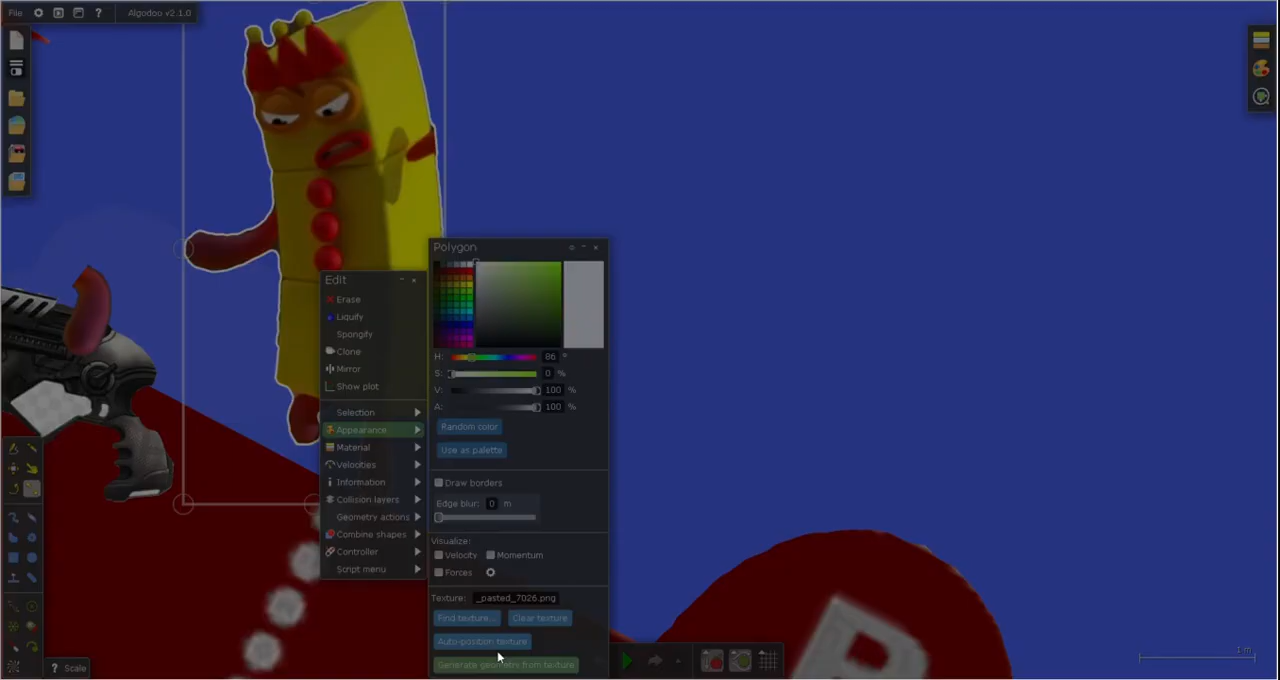 File
Algodoo v2.1.0
Polygon
Edit
Erase
Liquify
Spongify
Clone
Mirror
Show plot
Selection
Appearance
Material
Velocities
Information
Collision layers
Geometry actions
Combine shapes
Controller
Script menu
H: 86 °
S: 0 %
V: 100 %
A: 100 %
Random color
Use as palette
Draw borders
Edge blur: 0 m
Visualize:
Velocity Momentum
Forces
Texture: _pasted_7026.png
Find texture... Clear texture
Auto-position texture
Generate geometry from texture
? Scale
1 m
B